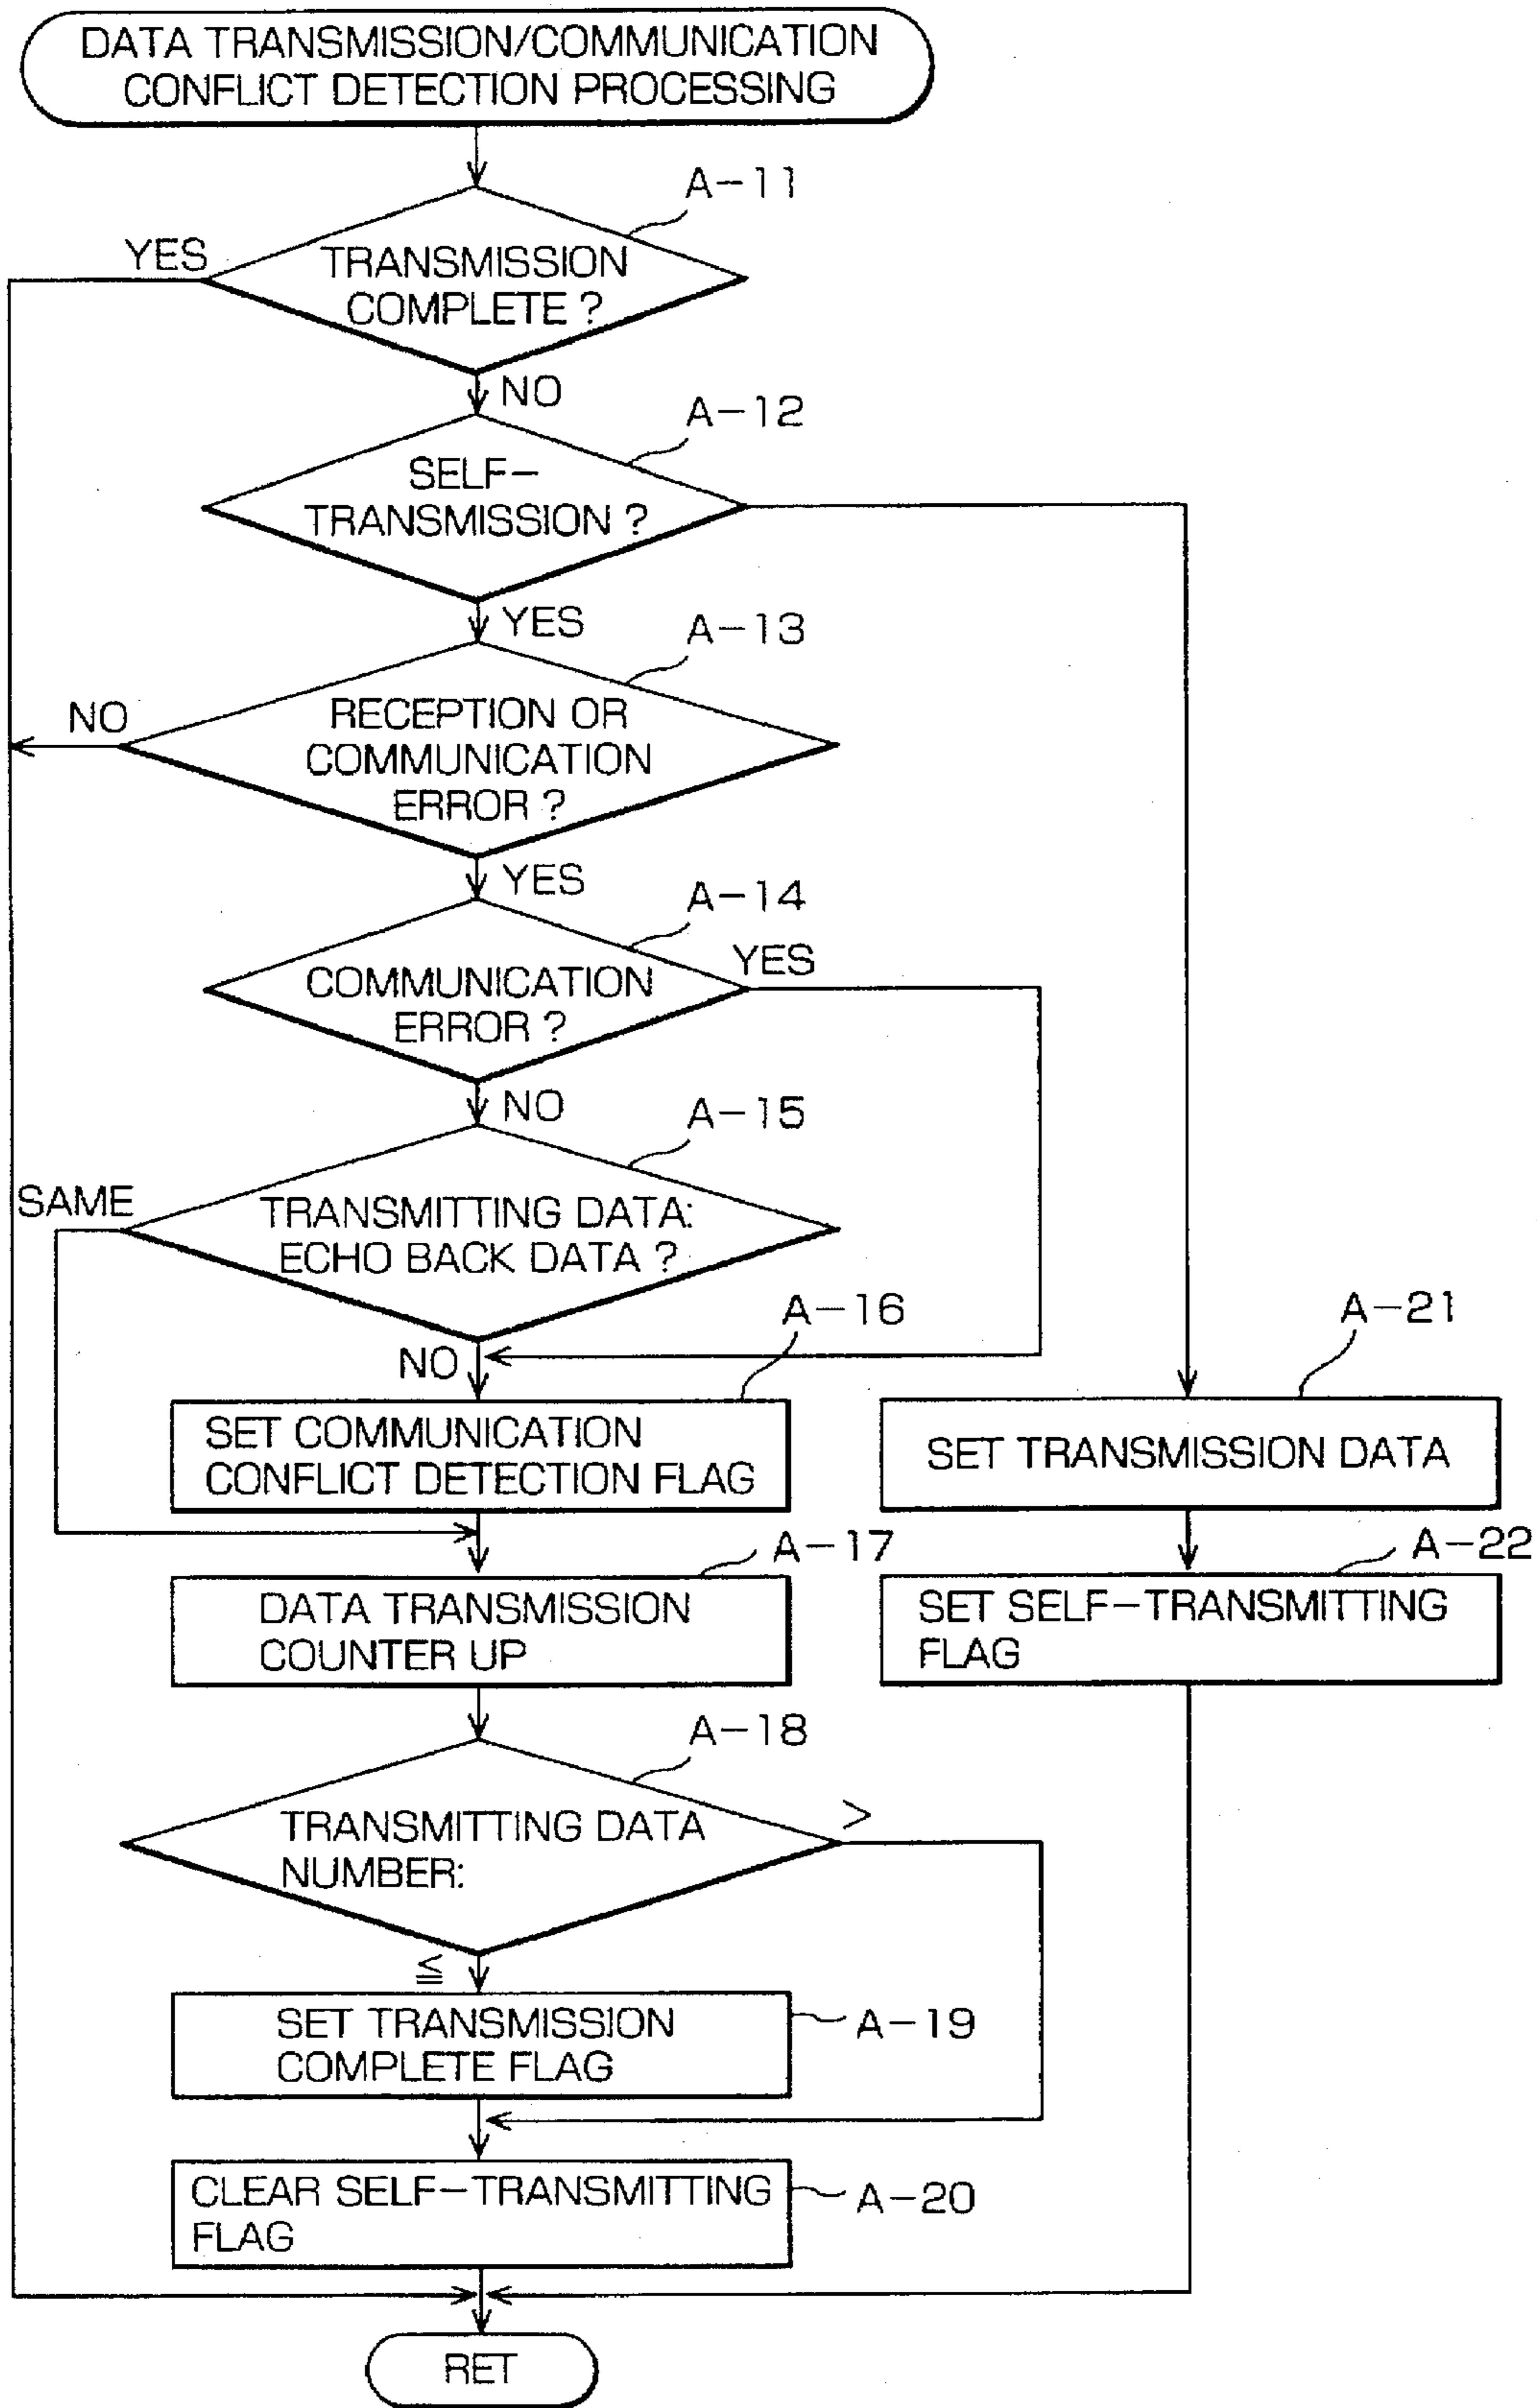 DATA TRANSMISSION/COMMUNICATION
CONFLICT DETECTION PROCESSING
A-11
YES
TRANSMISSION
COMPLETE ?
NO
A-12
SELF-
TRANSMISSION ?
YES
A-13
NO
RECEPTION OR
COMMUNICATION
ERROR ?
YES
A-14
YES
COMMUNICATION
ERROR ?
NO
A-15
SAME
TRANSMITTING DATA:
ECHO BACK DATA ?
A-16
A-21
NO
SET COMMUNICATION
CONFLICT DETECTION FLAG
SET TRANSMISSION DATA
A-17
A-22
DATA TRANSMISSION
COUNTER UP
SET SELF-TRANSMITTING
FLAG
A-18
>
TRANSMITTING DATA
NUMBER:
≦
SET TRANSMISSION
COMPLETE FLAG
A-19
CLEAR SELF-TRANSMITTING
FLAG
A-20
RET